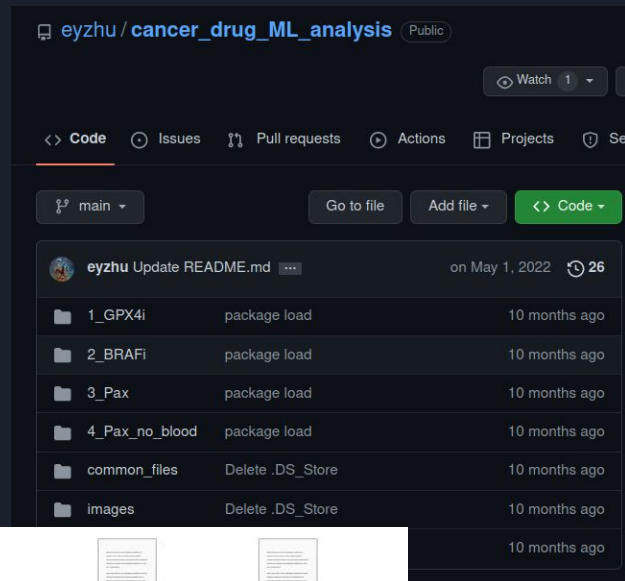 eyzhu / cancer_drug_ML_analysis Public
Watch 1
Code Issues Pull requests Actions Projects Se
main Go to file Add file Code
eyzhu Update README.md ... on May 1, 2022 26
1_GPX4i package load 10 months ago
2_BRAFi package load 10 months ago
3_Pax package load 10 months ago
4_Pax_no_blood package load 10 months ago
common_files Delete .DS_Store 10 months ago
images Delete .DS_Store 10 months ago
10 months ago